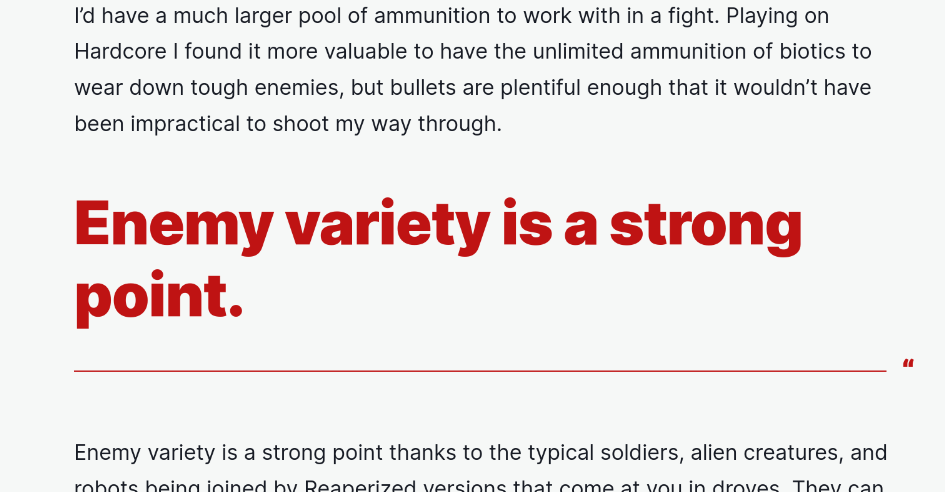 I’d have a much larger pool of ammunition to work with in a fight. Playing on
Hardcore I found it more valuable to have the unlimited ammunition of biotics to
wear down tough enemies, but bullets are plentiful enough that it wouldn’t have
been impractical to shoot my way through.
Enemy variety is a strong
point.
“
Enemy variety is a strong point thanks to the typical soldiers, alien creatures, and
robots being joined by Reaperized versions that come at you in droves. They can